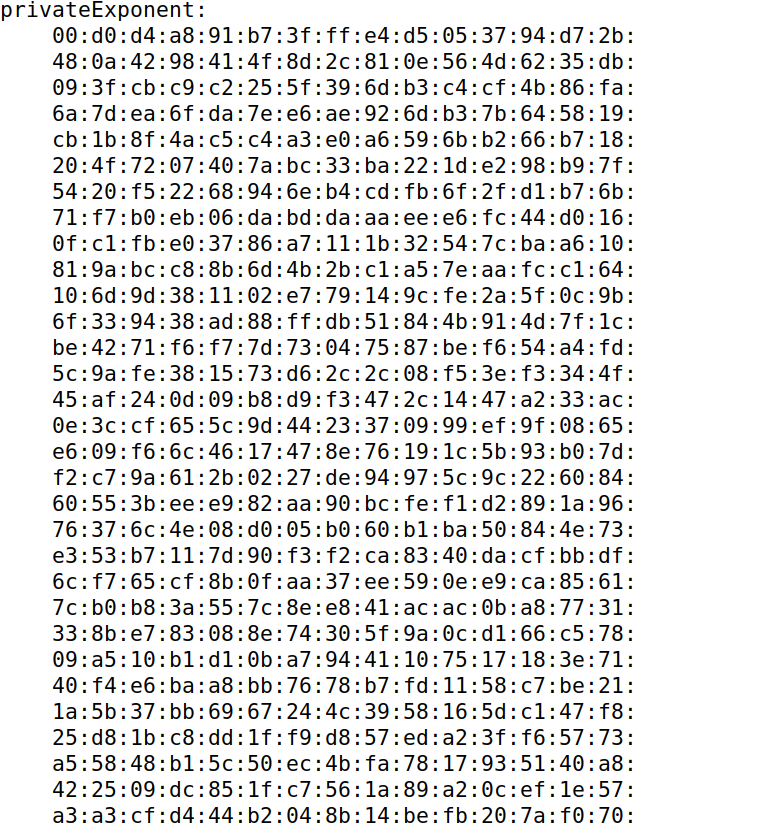 privateExponent:
00:d0:d4:a8:91:b7:3f:ff:e4:d5:05:37:94:d7:2b:
48:0a:42:98:41:4f:8d:2c:81:0e:56:4d:62:35:db:
09:3f:cb:c9:c2:25:5f:39:6d:b3:c4:cf:4b:86:fa:
6a:7d:ea:6f:da:7e:e6:ae:92:6d:b3:7b:64:58:19:
cb:1b:8f:4a:c5:c4:a3:e0:a6:59:6b:b2:66:b7:18:
20:4f:72:07:40:7a:bc:33:ba:22:1d:e2:98:b9:7f:
54:20:f5:22:68:94:6e:b4:cd:fb:6f:2f:d1:b7:6b:
71:f7:b0:eb:06:da:bd:da:aa:ee:e6:fc:44:d0:16:
0f:c1:fb:e0:37:86:a7:11:1b:32:54:7c:ba:a6:10:
81:9a:bc:c8:8b:6d:4b:2b:c1:a5:7e:aa:fc:c1:64:
10:6d:9d:38:11:02:e7:79:14:9c:fe:2a:5f:0c:9b:
6f:33:94:38:ad:88:ff:db:51:84:4b:91:4d:7f:1c:
be:42:71:f6:f7:7d:73:04:75:87:be:f6:54:a4:fd:
5c:9a:fe:38:15:73:d6:2c:2c:08:f5:3e:f3:34:4f:
45:af:24:0d:09:b8:d9:f3:47:2c:14:47:a2:33:ac:
0e:3c:cf:65:5c:9d:44:23:37:09:99:ef:9f:08:65:
e6:09:f6:6c:46:17:47:8e:76:19:1c:5b:93:b0:7d:
f2:c7:9a:61:2b:02:27:de:94:97:5c:9c:22:60:84:
60:55:3b:ee:e9:82:aa:90:bc:fe:f1:d2:89:1a:96:
76:37:6c:4e:08:d0:05:b0:60:b1:ba:50:84:4e:73:
e3:53:b7:11:7d:90:f3:f2:ca:83:40:da:cf:bb:df:
6c:f7:65:cf:8b:0f:aa:37:ee:59:0e:e9:ca:85:61:
7c:b0:b8:3a:55:7c:8e:e8:41:ac:ac:0b:a8:77:31:
33:8b:e7:83:08:8e:74:30:5f:9a:0c:d1:66:c5:78:
09:a5:10:b1:d1:0b:a7:94:41:10:75:17:18:3e:71:
40:f4:e6:ba:a8:bb:76:78:b7:fd:11:58:c7:be:21:
1a:5b:37:bb:69:67:24:4c:39:58:16:5d:c1:47:f8:
25:d8:1b:c8:dd:1f:f9:d8:57:ed:a2:3f:f6:57:73:
a5:58:48:b1:5c:50:ec:4b:fa:78:17:93:51:40:a8:
42:25:09:dc:85:1f:c7:56:1a:89:a2:0c:ef:1e:57:
a3:a3:cf:d4:44:b2:04:8b:14:be:fb:20:7a:f0:70: